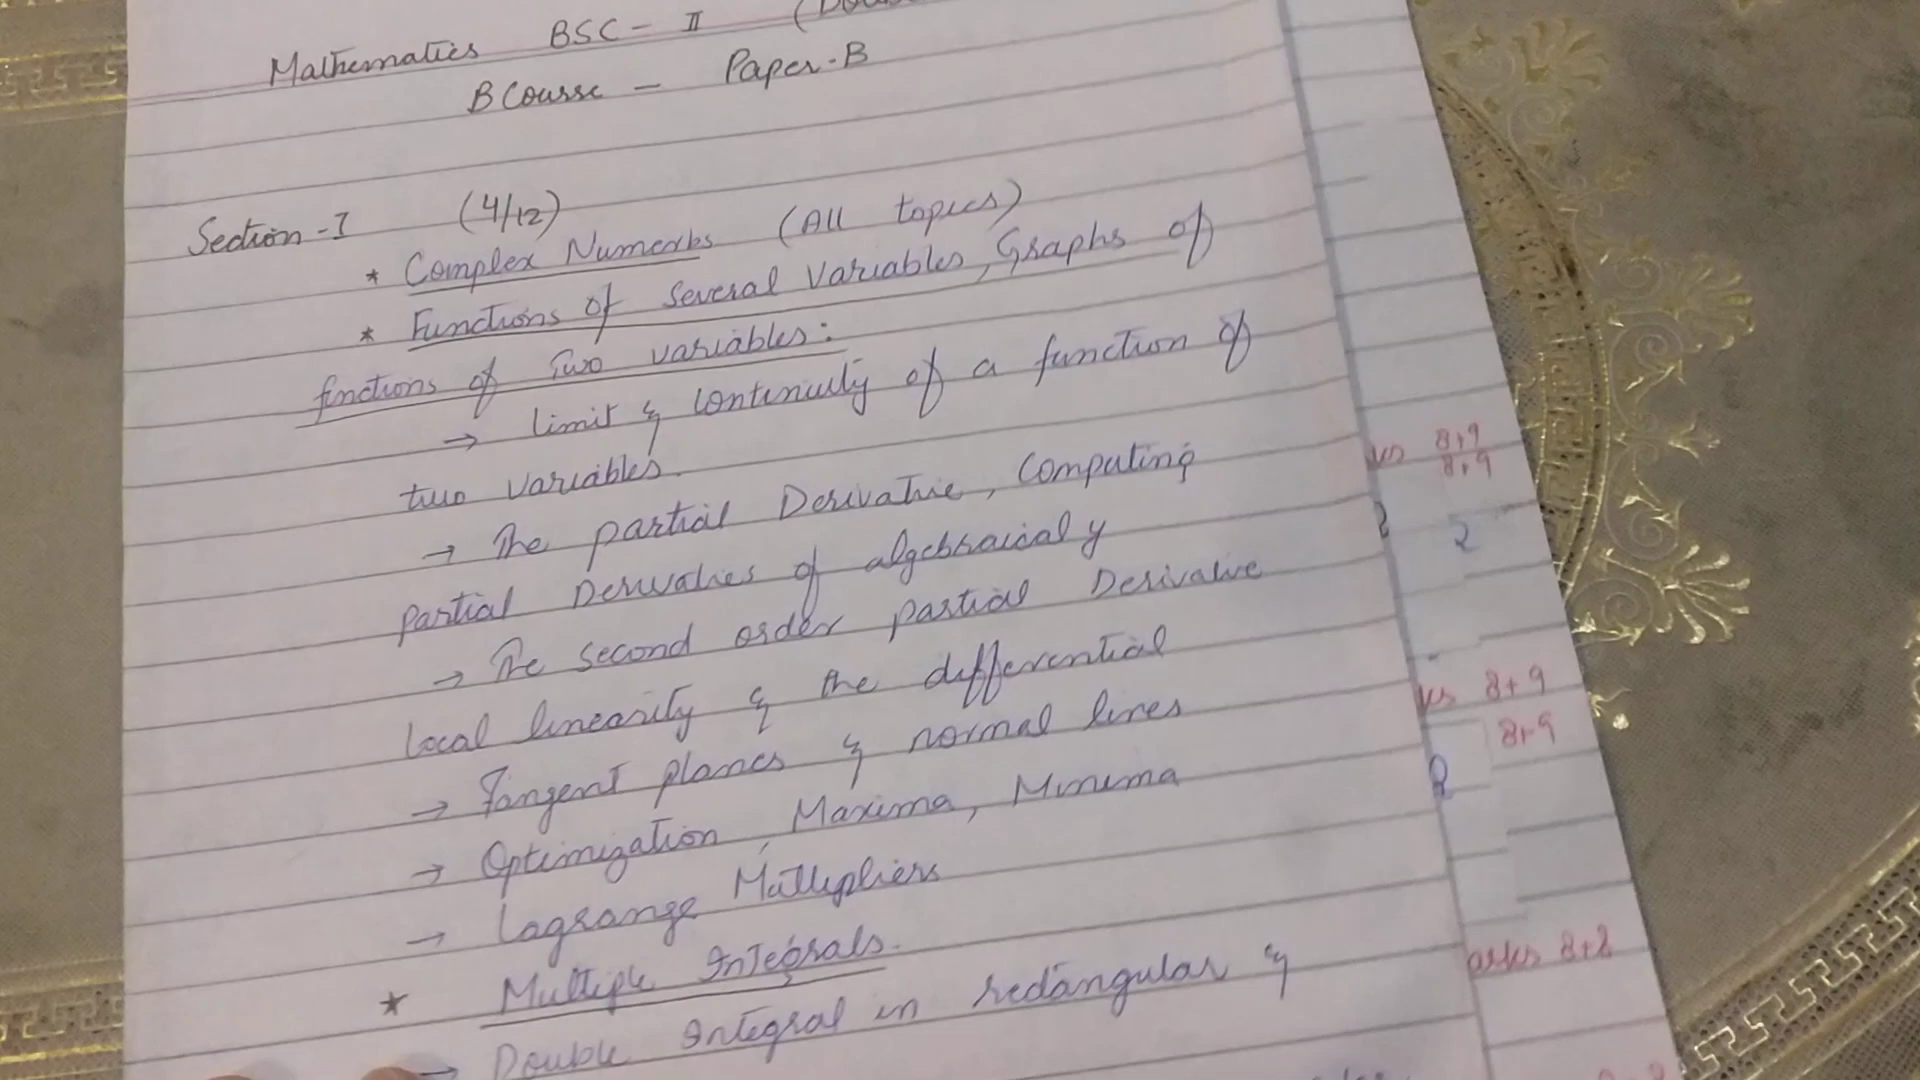 Mathematics BSC - II
B Course - Paper-B
Section-I (4/12)
* Complex Numerbs (All topics)
* Functions of Several Variables, Graphs of
finctions of Two variables:
→ limit & continuity of a function of
two variables.
→ The partial Derivative, Computing
partial Derivatives of algebraicaly
→ The second order partial Derivative
local linearity & the differential
→ Tangent planes & normal lines
→ Optimization, Maxima, Minima
→ Lagrange Multipliers
* Multiple Integrals.
→ Double Integral in rectangular &
8+9
8+9
2
8+9
8+9
8+2